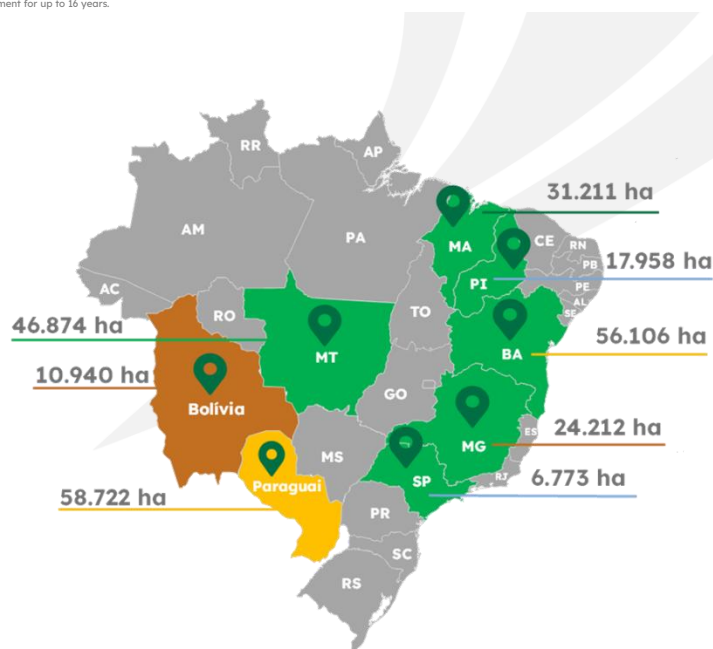 ment for up to 16 years.
RR
AP
31.211 ha
AM
PA
MA
CE
RN
PB
17.958 ha
PI
PE
AC
AL
SE
RO
TO
46.874 ha
56.106 ha
MT
BA
10.940 ha
GO
Bolívia
24.212 ha
ES
MG
MS
SP
RJ
6.773 ha
Paraguai
58.722 ha
PR
SC
RS